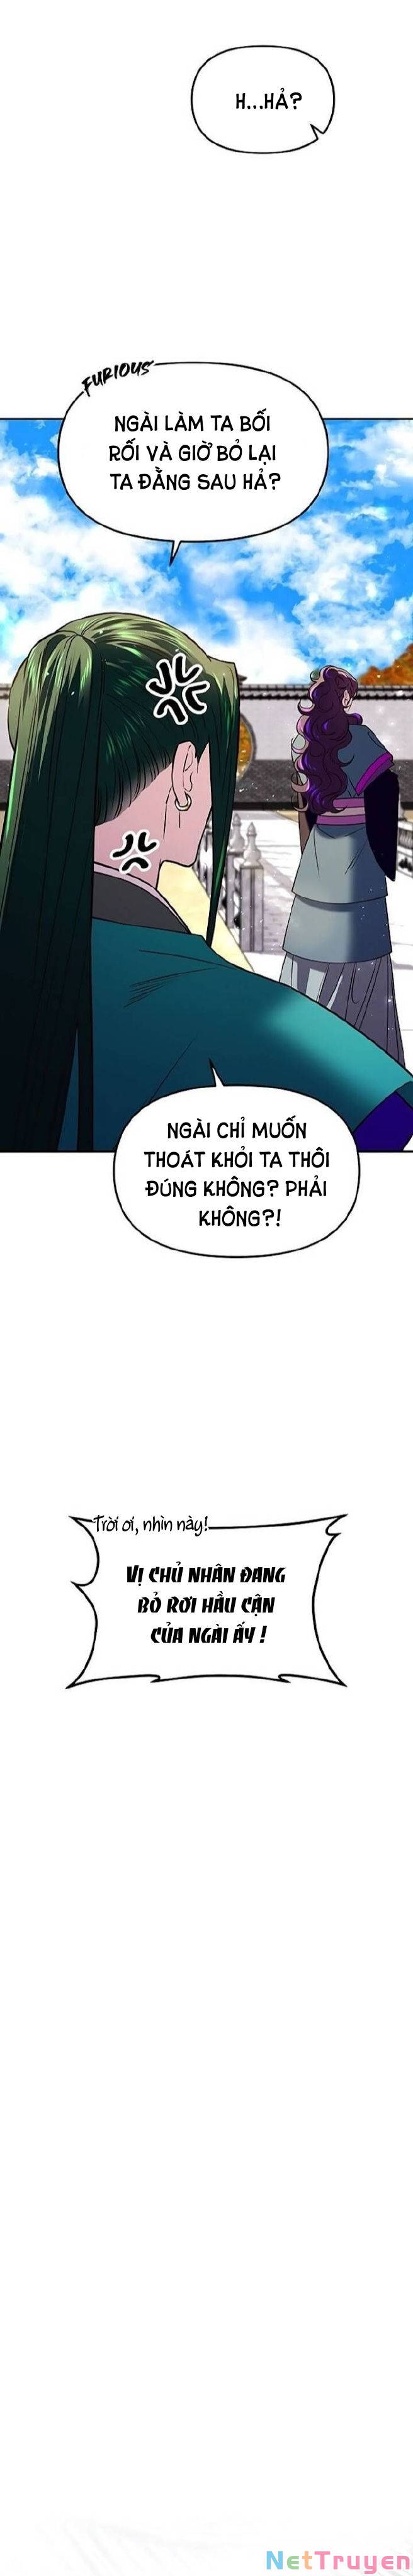 H...HẢ?
FURIOUS
NGÀI LÀM TA BỐI
RỐI VÀ GIỜ BỎ LẠI
TA ĐẰNG SAU HẢ?
NGÀI CHỈ MUỐN
THOÁT KHỎI TA THÔI
ĐÚNG KHÔNG? PHẢI
KHÔNG?!
Trời ơi, nhìn này!
VỊ CHỦ NHÂN ĐANG
BỎ RƠI HẦU CẬN
CỦA NGÀI ẤY!
NetTruyen